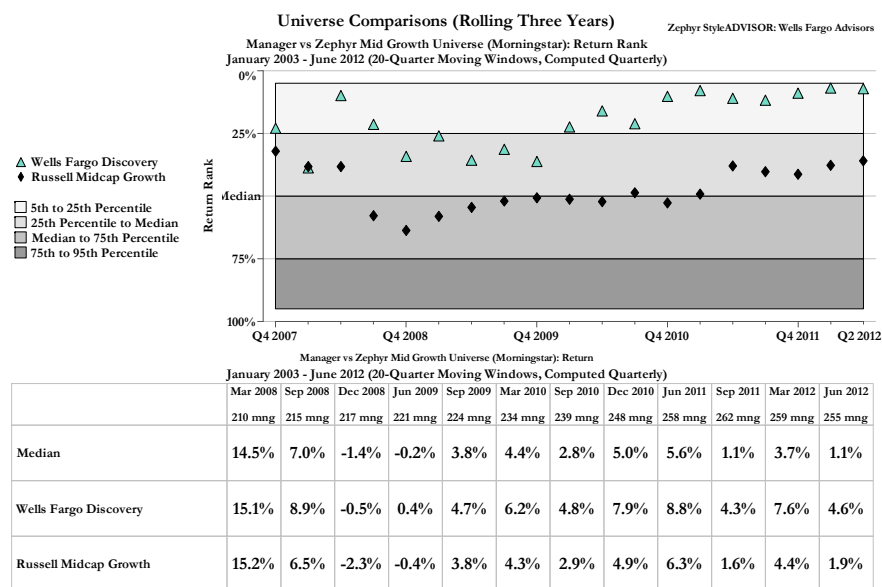 Universe Comparisons (Rolling Three Years)
Zephyr StyleADVISOR: Wells Fargo Advisors
Manager vs Zephyr Mid Growth Universe (Morningstar): Return Rank
January 2003 - June 2012 (20-Quarter Moving Windows, Computed Quarterly)
Wells Fargo Discovery
Russell Midcap Growth
5th to 25th Percentile
25th Percentile to Median
Median to 75th Percentile
75th to 95th Percentile
Return Rank
0%
25%
Median
75%
100%
Q4 2007 Q4 2008 Q4 2009 Q4 2010 Q4 2011 Q2 2012
Manager vs Zephyr Mid Growth Universe (Morningstar): Return
January 2003 - June 2012 (20-Quarter Moving Windows, Computed Quarterly)
Mar 2008 Sep 2008 Dec 2008 Jun 2009 Sep 2009 Mar 2010 Sep 2010 Dec 2010 Jun 2011 Sep 2011 Mar 2012 Jun 2012
210 mng 215 mng 217 mng 221 mng 224 mng 234 mng 239 mng 248 mng 258 mng 262 mng 259 mng 255 mng
Median 14.5% 7.0% -1.4% -0.2% 3.8% 4.4% 2.8% 5.0% 5.6% 1.1% 3.7% 1.1%
Wells Fargo Discovery 15.1% 8.9% -0.5% 0.4% 4.7% 6.2% 4.8% 7.9% 8.8% 4.3% 7.6% 4.6%
Russell Midcap Growth 15.2% 6.5% -2.3% -0.4% 3.8% 4.3% 2.9% 4.9% 6.3% 1.6% 4.4% 1.9%